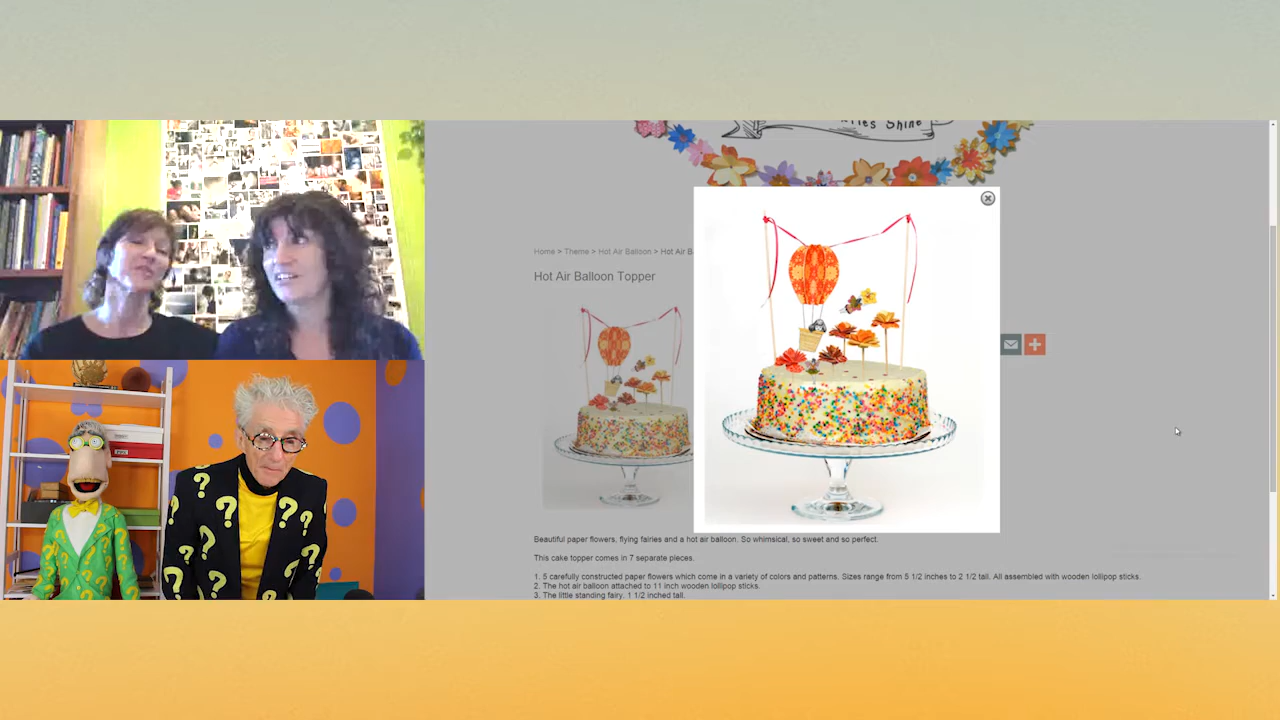 ries Shine
Home > Theme > Hot Air Balloon > Hot Air B
Hot Air Balloon Topper
Beautiful paper flowers, flying fairies and a hot air balloon. So whimsical, so sweet and so perfect.
This cake topper comes in 7 separate pieces.
1. 5 carefully constructed paper flowers which come in a variety of colors and patterns. Sizes range from 5 1/2 inches to 2 1/2 tall. All assembled with wooden lollipop sticks.
2. The hot air balloon attached to 11 inch wooden lollipop sticks.
3. The little standing fairy. 1 1/2 inched tall.